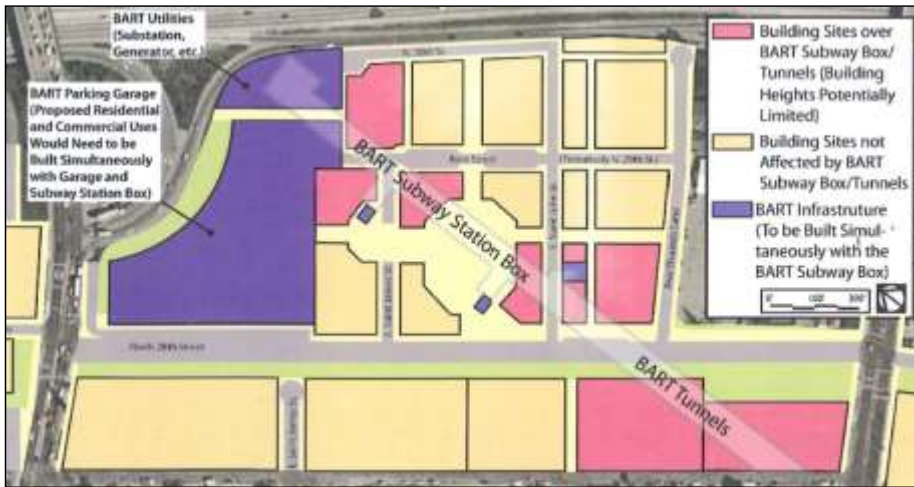 BART Utilities
(Substation,
Generator, etc.)
BART Parking Garage
(Proposed Residential
and Commercial Uses
Would Need to be
Built Simultaneously
with Garage and
Subway Station Box)
Building Sites over
BART Subway Box/
Tunnels (Building
Heights Potentially
Limited)
Building Sites not
Affected by BART
Subway Box/Tunnels
BART Infrastruture
(To be Built Simul-
taneously with the
BART Subway Box)
BART Subway Station Box
BART Tunnels
North 28th Street